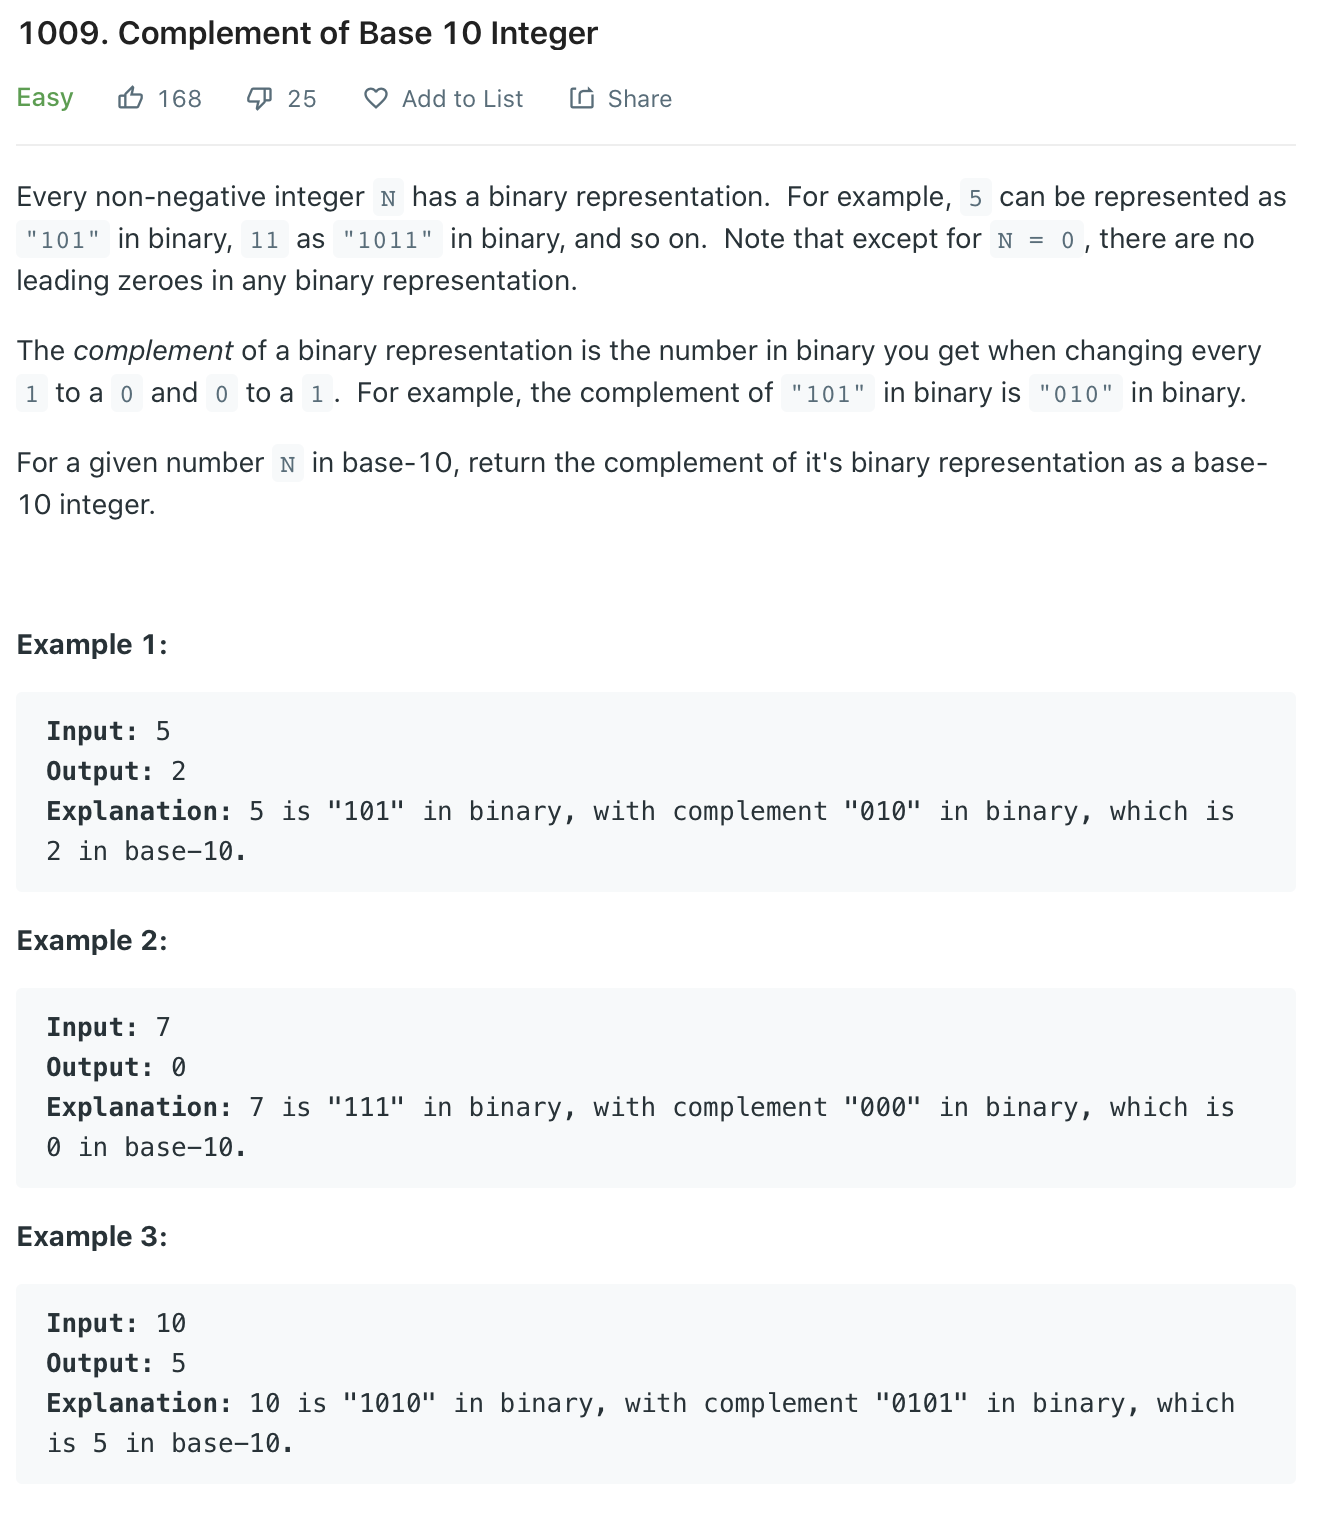 1009. Complement of Base 10 Integer
Easy 168 25 Add to List Share
Every non-negative integer N has a binary representation.  For example, 5 can be represented as
"101" in binary, 11 as "1011" in binary, and so on.  Note that except for N = 0, there are no
leading zeroes in any binary representation.
The complement of a binary representation is the number in binary you get when changing every
1 to a 0 and 0 to a 1.  For example, the complement of "101" in binary is "010" in binary.
For a given number N in base-10, return the complement of it's binary representation as a base-
10 integer.
Example 1:
Input: 5
Output: 2
Explanation: 5 is "101" in binary, with complement "010" in binary, which is
2 in base-10.
Example 2:
Input: 7
Output: 0
Explanation: 7 is "111" in binary, with complement "000" in binary, which is
0 in base-10.
Example 3:
Input: 10
Output: 5
Explanation: 10 is "1010" in binary, with complement "0101" in binary, which
is 5 in base-10.